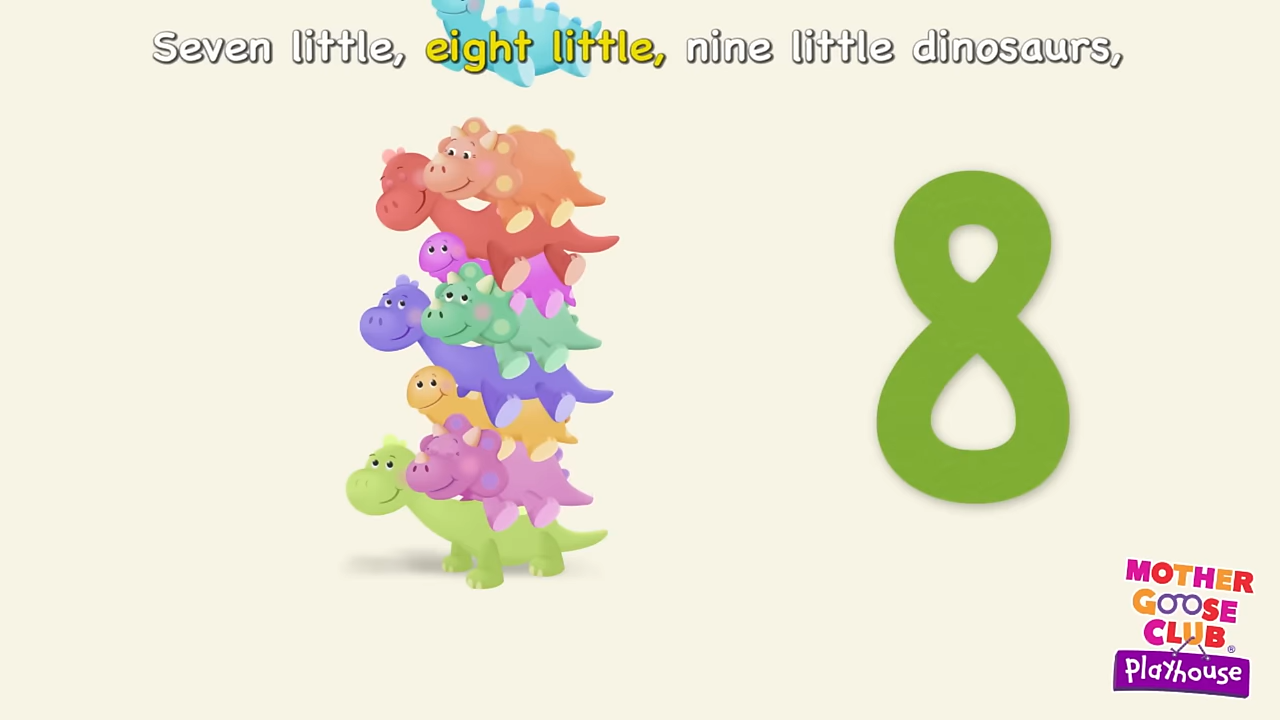 Seven little, eight little, nine little dinosaurs,
8
MOTHER
GOOSE
CLUB®
Playhouse